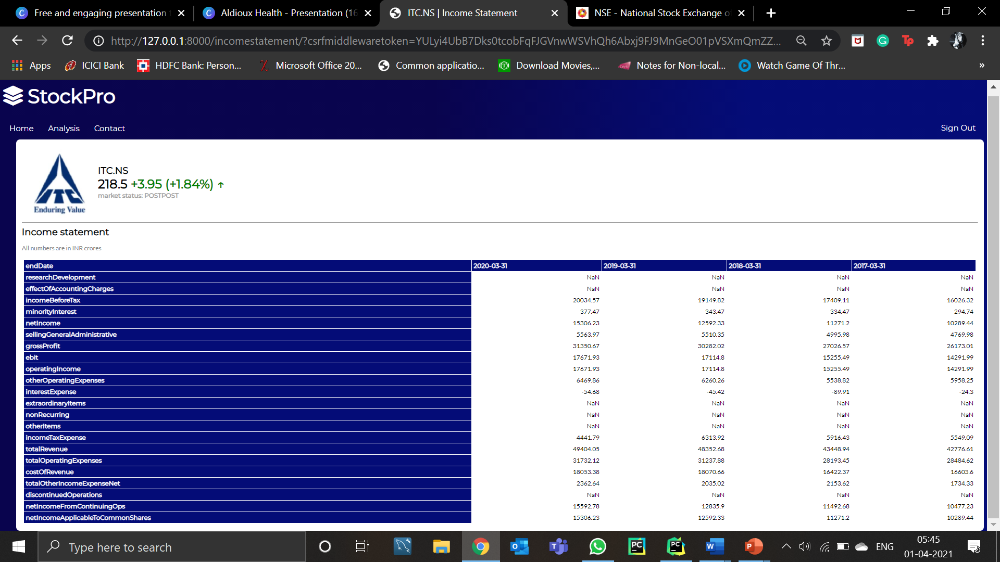 Free and engaging presentation
Aldioux Health - Presentation (16
ITC.NS | Income Statement
NSE - National Stock Exchange o
http://127.0.0.1:8000/incomestatement/?csrfmiddlewaretoken=YULyi4UbB7Dks0tcobFqFJGVnwWSVhQh6Abxj9FJ9MnGeO01pVSXmQmZZ...
Apps ICICI Bank HDFC Bank: Person... Microsoft Office 20... Common applicatio... Download Movies,... Notes for Non-local... Watch Game Of Thr... »
StockPro
Home Analysis Contact Sign Out
ITC
Enduring Value
ITC.NS
218.5 +3.95 (+1.84%) ↑
market status: POSTPOST
Income statement
All numbers are in INR crores
endDate 2020-03-31 2019-03-31 2018-03-31 2017-03-31
researchDevelopment NaN NaN NaN NaN
effectOfAccountingCharges NaN NaN NaN NaN
incomeBeforeTax 20034.57 19149.82 17409.11 16026.32
minorityInterest 377.47 343.47 334.47 294.74
netIncome 15306.23 12592.33 11271.2 10289.44
sellingGeneralAdministrative 5563.97 5510.35 4995.98 4769.98
grossProfit 31350.67 30282.02 27026.57 26173.01
ebit 17671.93 17114.8 15255.49 14291.99
operatingIncome 17671.93 17114.8 15255.49 14291.99
otherOperatingExpenses 6469.86 6260.26 5538.82 5958.25
interestExpense -54.68 -45.42 -89.91 -24.3
extraordinaryItems NaN NaN NaN NaN
nonRecurring NaN NaN NaN NaN
otherItems NaN NaN NaN NaN
incomeTaxExpense 4441.79 6313.92 5916.43 5549.09
totalRevenue 49404.05 48352.68 43448.94 42776.61
totalOperatingExpenses 31732.12 31237.88 28193.45 28484.62
costOfRevenue 18053.38 18070.66 16422.37 16603.6
totalOtherIncomeExpenseNet 2362.64 2035.02 2153.62 1734.33
discontinuedOperations NaN NaN NaN NaN
netIncomeFromContinuingOps 15592.78 12835.9 11492.68 10477.23
netIncomeApplicableToCommonShares 15306.23 12592.33 11271.2 10289.44
Type here to search
ENG
05:45
01-04-2021